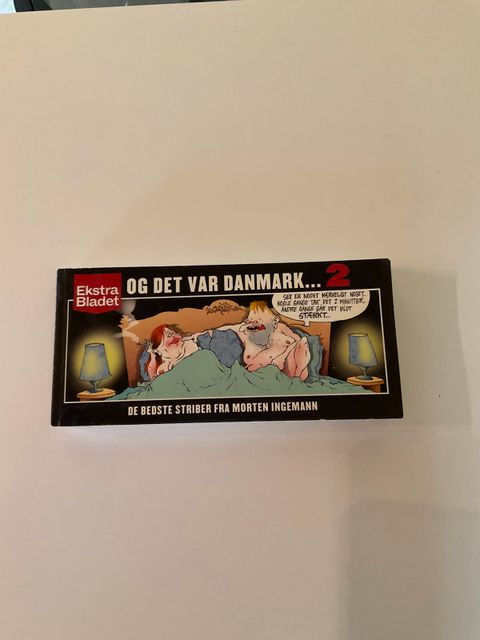 Ekstra
Bladet
OG DET VAR DANMARK... 2
SEX ER NOGET MÆRKELIGT NOGET.
NOGLE GANGE TAR' DET 2 MINUTTER..
ANDRE GANGE GÅR DET VILDT
STÆRKT...
DE BEDSTE STRIBER FRA MORTEN INGEMANN